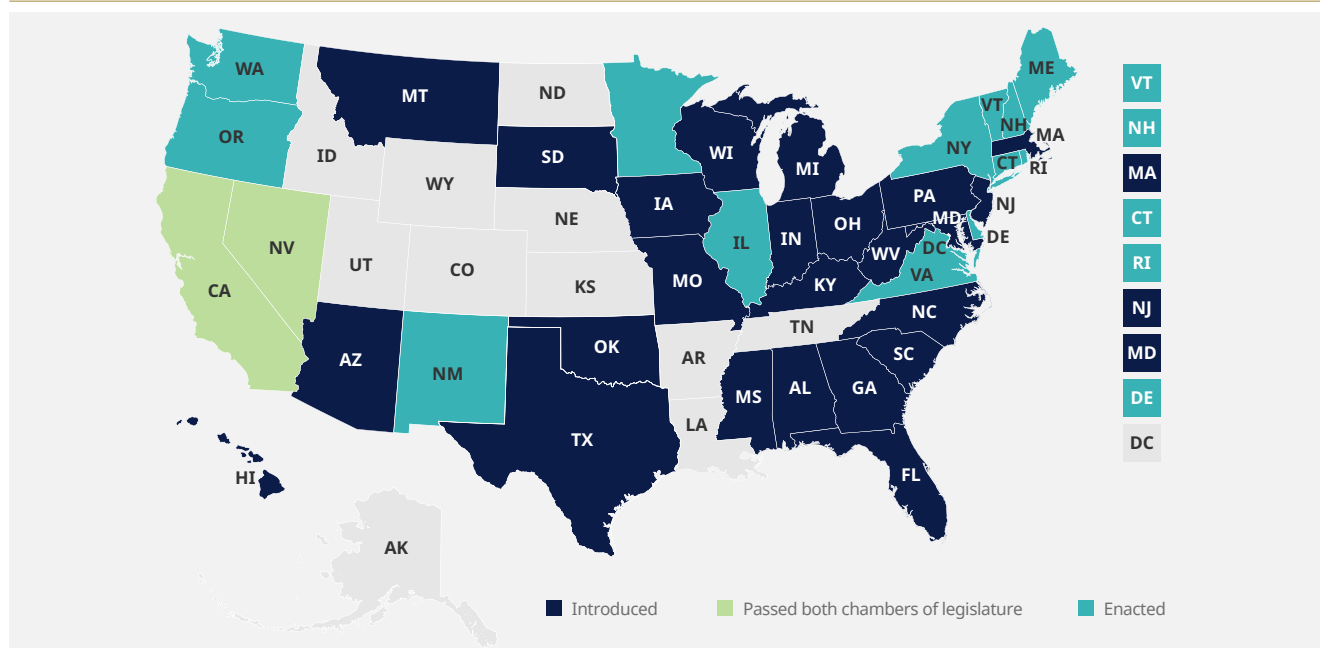 WA
MT
ND
OR
ID
SD
WY
WI
MI
NE
IA
NV
UT
CO
CA
KS
IL
IN
OH
PA
MO
KY
WV
VA
DC
MD
NY
VT
NH
ME
MA
CT
RI
NJ
DE
AZ
NM
OK
AR
TN
NC
SC
MS
AL
GA
TX
LA
FL
HI
AK
VT
NH
MA
CT
RI
NJ
MD
DE
DC
Introduced
Passed both chambers of legislature
Enacted